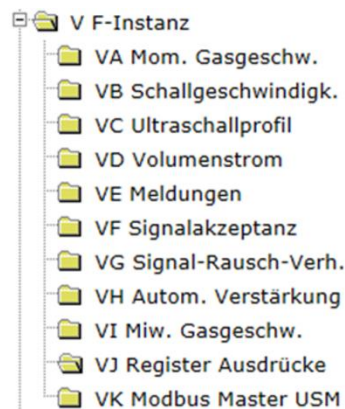 V F-Instanz
VA Mom. Gasgeschw.
VB Schallgeschwindigk.
VC Ultraschallprofil
VD Volumenstrom
VE Meldungen
VF Signalakzeptanz
VG Signal-Rausch-Verh.
VH Autom. Verstärkung
VI Miw. Gasgeschw.
VJ Register Ausdrücke
VK Modbus Master USM